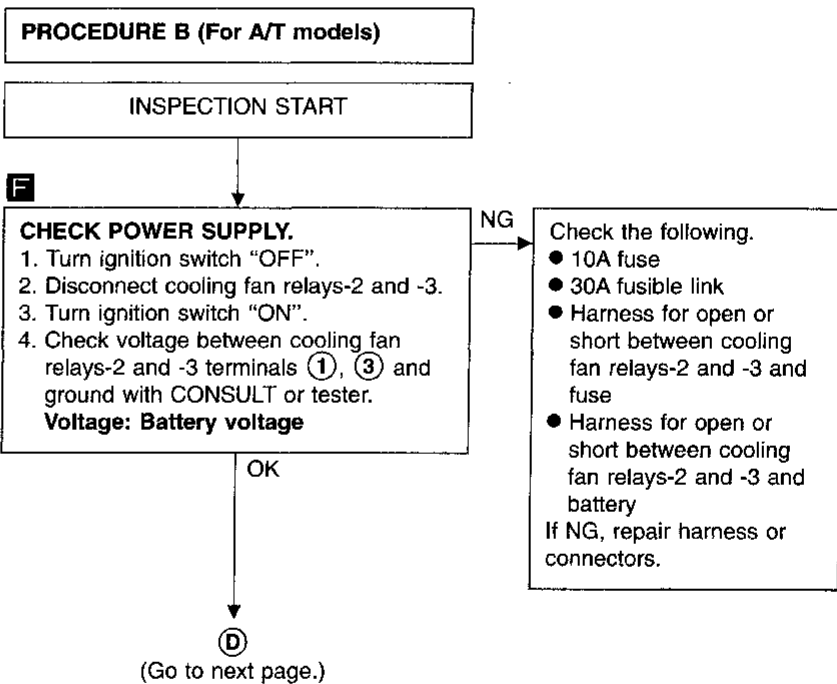 PROCEDURE B (For A/T models)
INSPECTION START
F
CHECK POWER SUPPLY.
1. Turn ignition switch “OFF”.
2. Disconnect cooling fan relays-2 and -3.
3. Turn ignition switch “ON”.
4. Check voltage between cooling fan
relays-2 and -3 terminals ①, ③ and
ground with CONSULT or tester.
Voltage: Battery voltage
NG
Check the following.
● 10A fuse
● 30A fusible link
● Harness for open or
short between cooling
fan relays-2 and -3 and
fuse
● Harness for open or
short between cooling
fan relays-2 and -3 and
battery
If NG, repair harness or
connectors.
OK
Ⓓ
(Go to next page.)